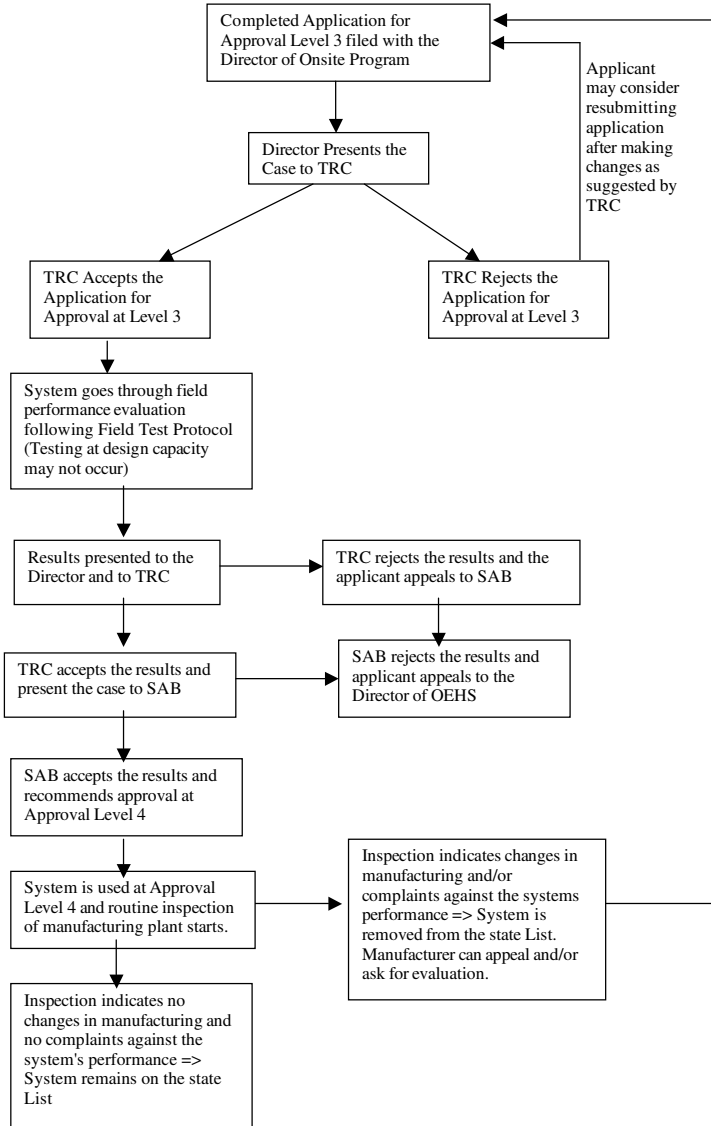 Completed Application for
Approval Level 3 filed with the
Director of Onsite Program
Applicant
may consider
resubmitting
application
after making
changes as
suggested by
TRC
Director Presents the
Case to TRC
TRC Accepts the
Application for
Approval at Level 3
TRC Rejects the
Application for
Approval at Level 3
System goes through field
performance evaluation
following Field Test Protocol
(Testing at design capacity
may not occur)
Results presented to the
Director and to TRC
TRC rejects the results and the
applicant appeals to SAB
TRC accepts the results and
present the case to SAB
SAB rejects the results and
applicant appeals to the
Director of OEHS
SAB accepts the results and
recommends approval at
Approval Level 4
System is used at Approval
Level 4 and routine inspection
of manufacturing plant starts.
Inspection indicates changes in
manufacturing and/or
complaints against the systems
performance => System is
removed from the state List.
Manufacturer can appeal and/or
ask for evaluation.
Inspection indicates no
changes in manufacturing and
no complaints against the
system's performance =>
System remains on the state
List